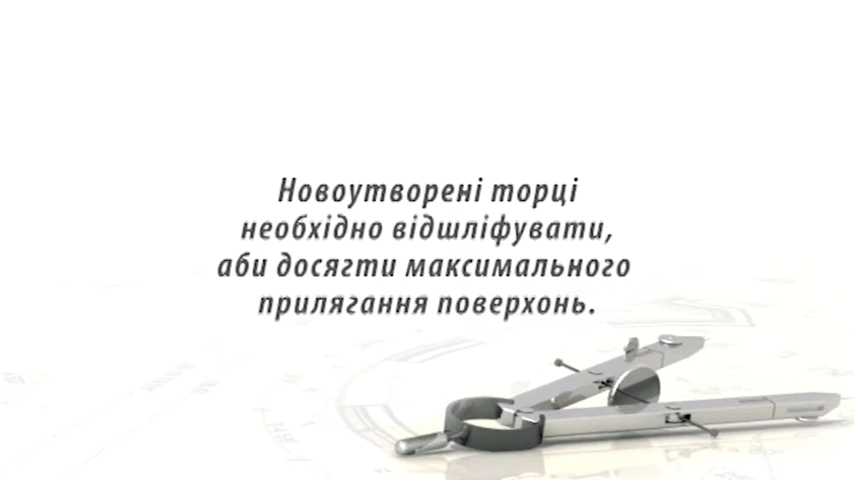 Новоутворені торці
необхідно відшліфувати,
аби досягти максимального
прилягання поверхонь.